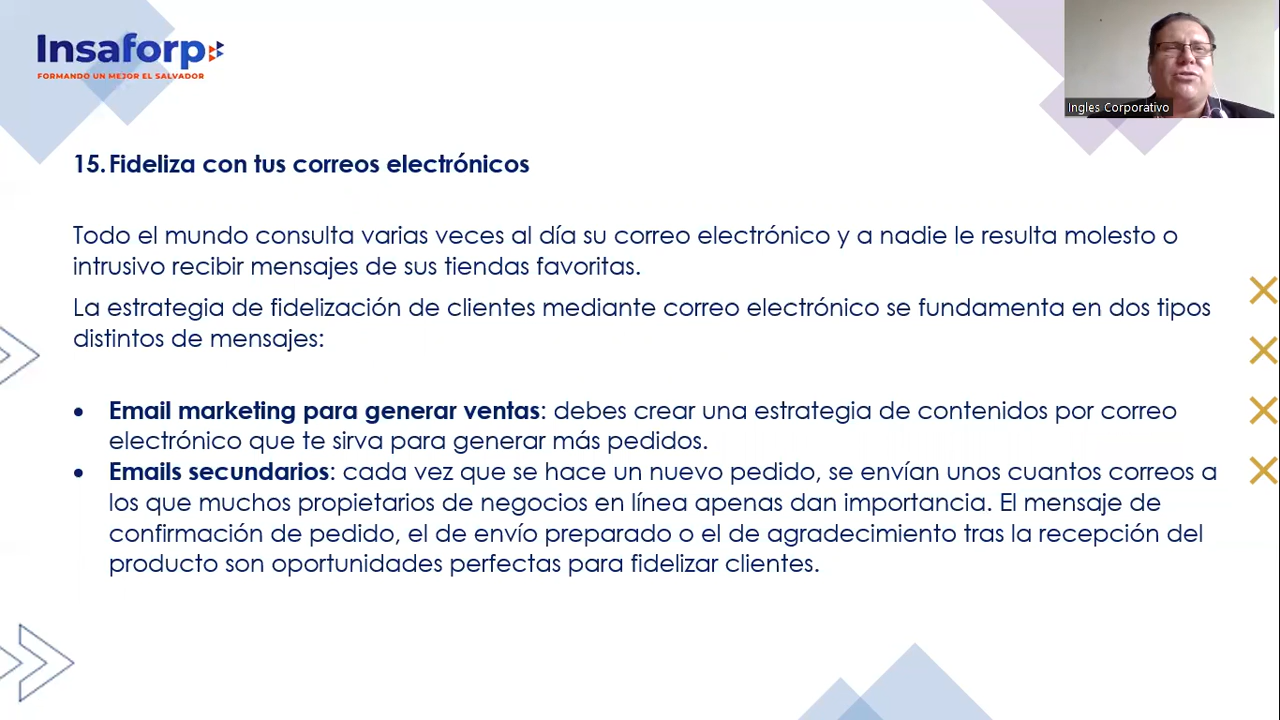 Insaforp
FORMANDO UN MEJOR EL SALVADOR
Ingles Corporativo
15. Fideliza con tus correos electrónicos
Todo el mundo consulta varias veces al día su correo electrónico y a nadie le resulta molesto o
intrusivo recibir mensajes de sus tiendas favoritas.
La estrategia de fidelización de clientes mediante correo electrónico se fundamenta en dos tipos
distintos de mensajes:
• Email marketing para generar ventas: debes crear una estrategia de contenidos por correo
electrónico que te sirva para generar más pedidos.
• Emails secundarios: cada vez que se hace un nuevo pedido, se envían unos cuantos correos a
los que muchos propietarios de negocios en línea apenas dan importancia. El mensaje de
confirmación de pedido, el de envío preparado o el de agradecimiento tras la recepción del
producto son oportunidades perfectas para fidelizar clientes.